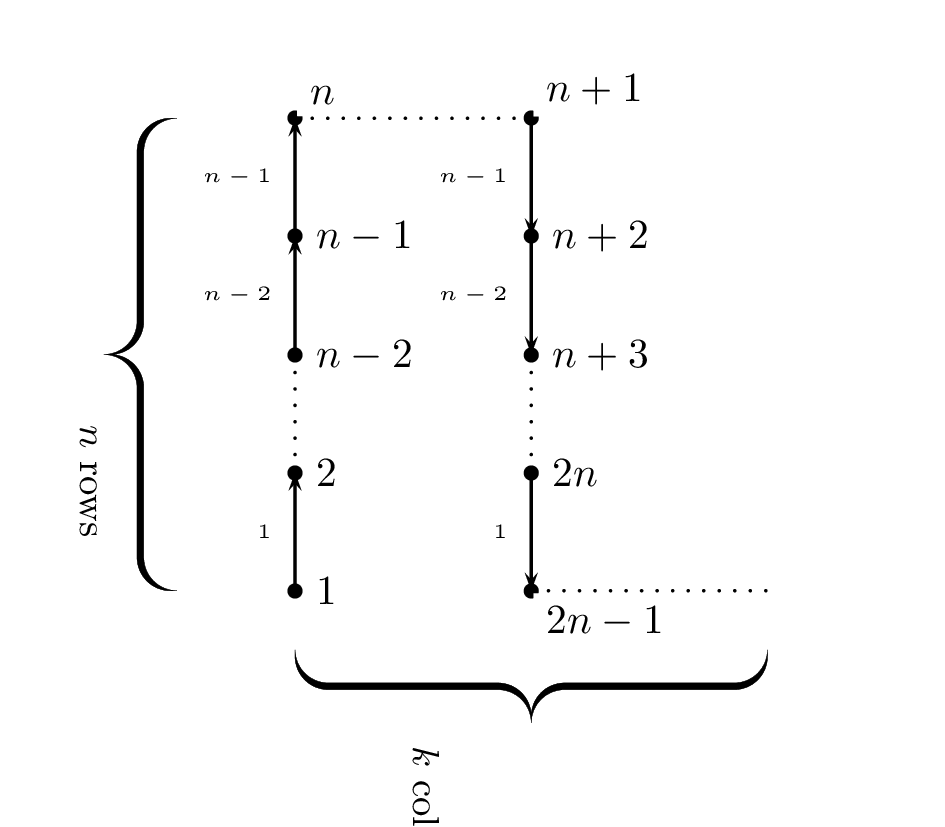 n
n + 1
n − 1
n − 1
n − 1
n + 2
n − 2
n − 2
n − 2
n + 3
n rows
2
2n
1
1
1
2n − 1
k col